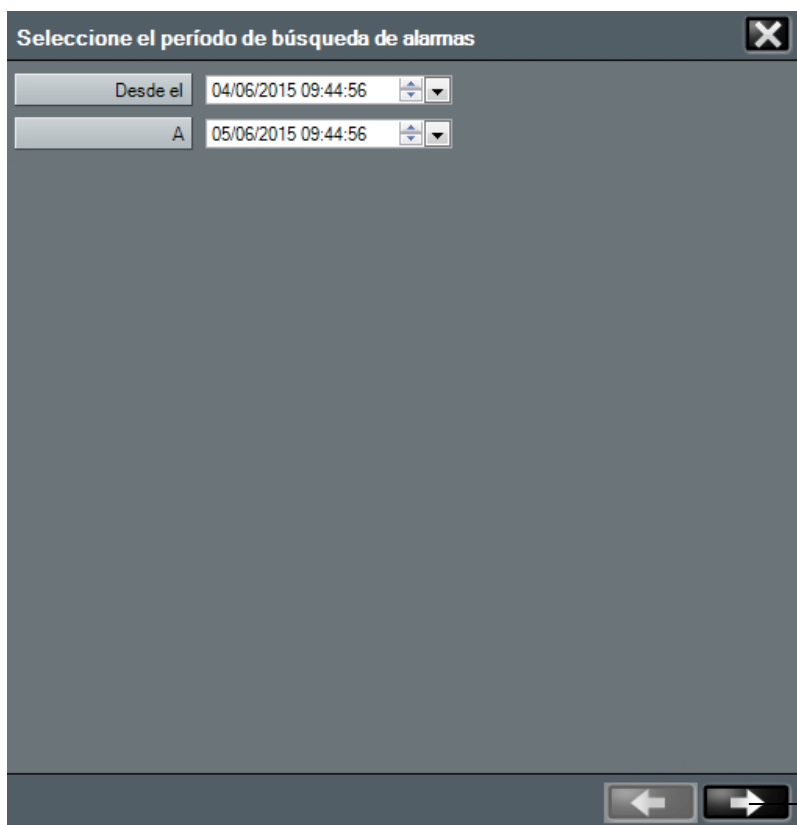 Seleccione el período de búsqueda de alarmas
Desde el 04/06/2015 09:44:56
A 05/06/2015 09:44:56